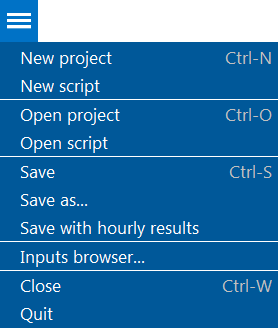 New project Ctrl-N
New script
Open project Ctrl-O
Open script
Save Ctrl-S
Save as...
Save with hourly results
Inputs browser...
Close Ctrl-W
Quit